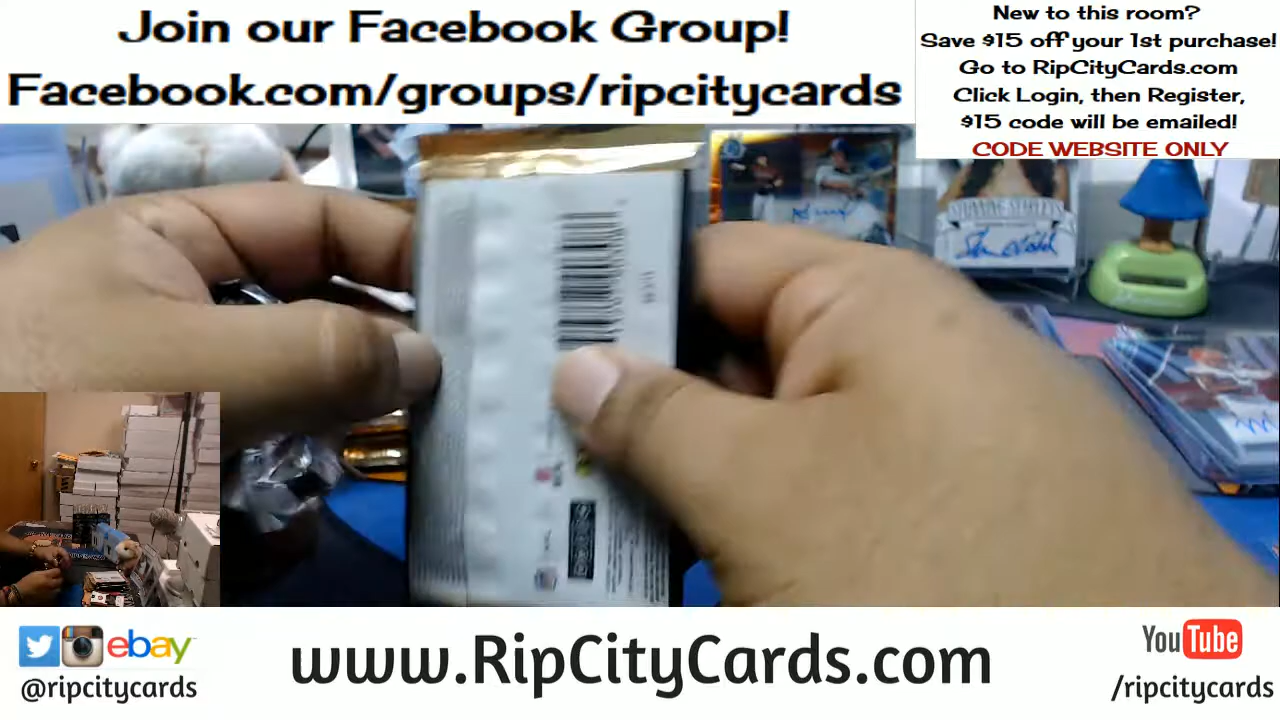 Join our Facebook Group!
Facebook.com/groups/ripcitycards
New to this room?
Save $15 off your 1st purchase!
Go to RipCityCards.com
Click Login, then Register,
$15 code will be emailed!
CODE WEBSITE ONLY
ebay
@ripcitycards
www.RipCityCards.com
YouTube
/ripcitycards